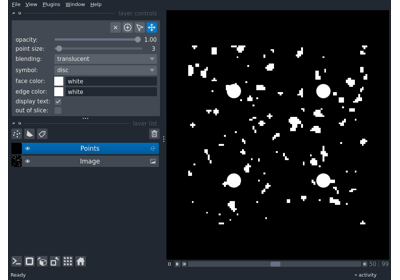 File View Plugins Window Help
layer controls
opacity: 1.00
point size: 3
blending: translucent
symbol: disc
face color: white
edge color: white
display text:
out of slice:
layer list
Points
Image
50 99
Ready
activity